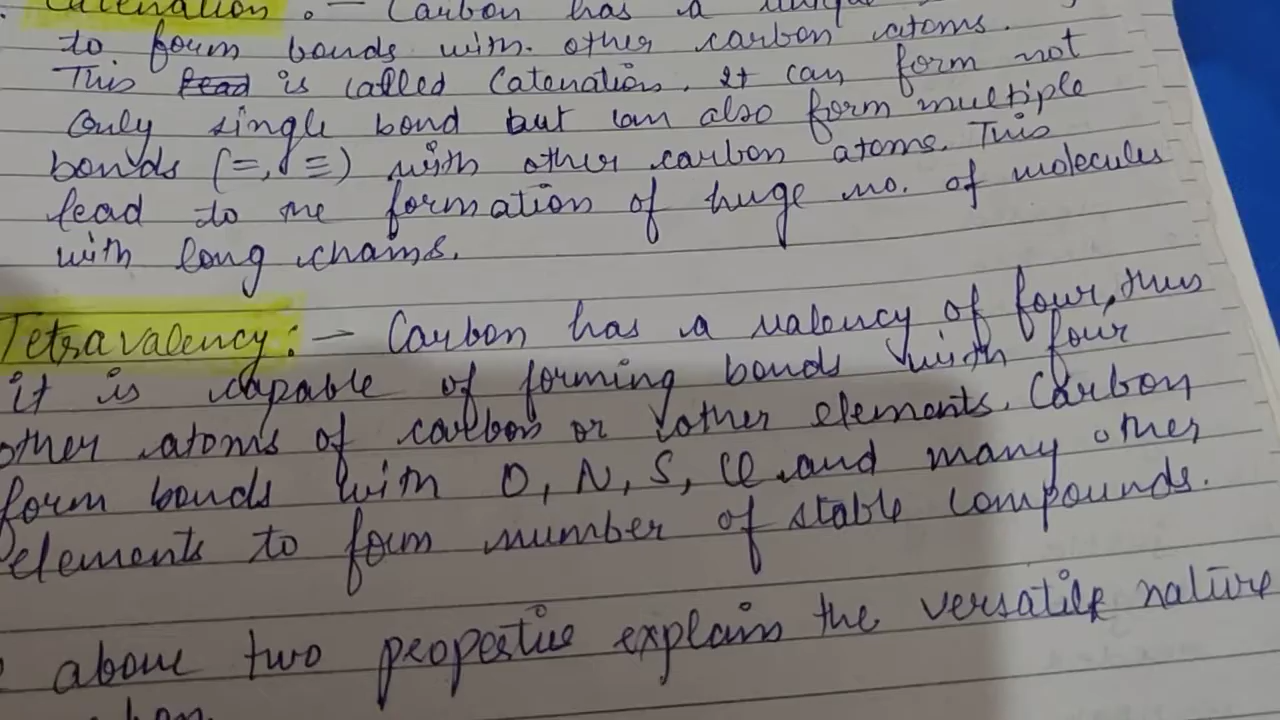 Catenation :- Carbon has a
to form bonds with other carbon atoms.
This lead is called Catenation. It can form not
only single bond but can also form multiple
bonds (=, ≡) with other carbon atoms. This
lead to the formation of huge no. of molecules
with long chains.
Tetravalency :- Carbon has a valency of four, thus
it is capable of forming bonds with four
other atoms of carbon or other elements. Carbon
form bonds with O, N, S, Cl and many other
elements to form number of stable compounds.
above two properties explain the versatile nature